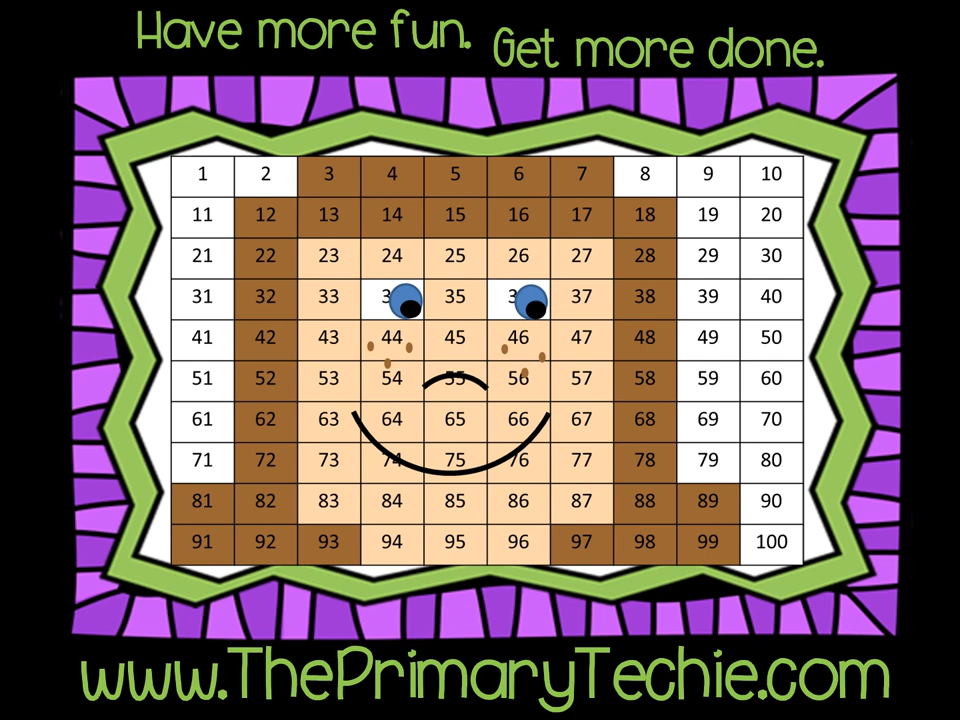 Have more fun. Get more done.
1 2 3 4 5 6 7 8 9 10
11 12 13 14 15 16 17 18 19 20
21 22 23 24 25 26 27 28 29 30
31 32 33 3 35 3 37 38 39 40
41 42 43 44 45 46 47 48 49 50
51 52 53 54 55 56 57 58 59 60
61 62 63 64 65 66 67 68 69 70
71 72 73 74 75 76 77 78 79 80
81 82 83 84 85 86 87 88 89 90
91 92 93 94 95 96 97 98 99 100
www.ThePrimaryTechie.com